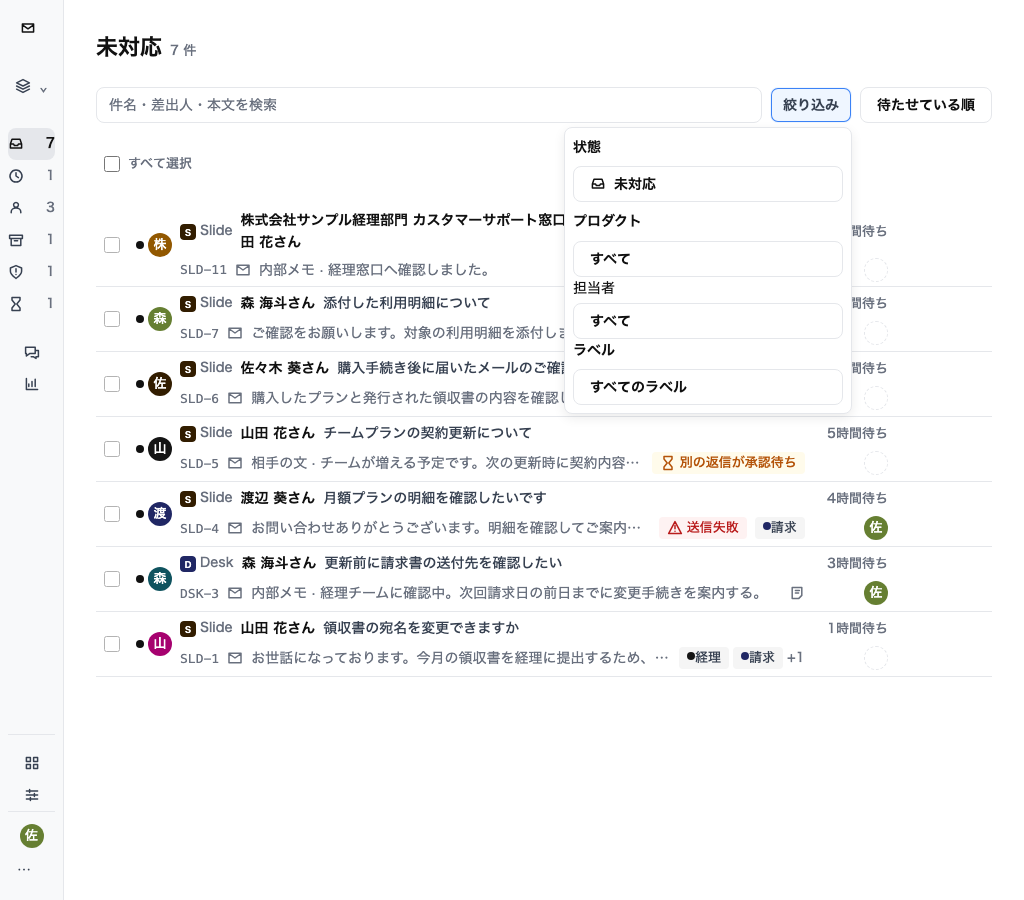 未対応 7 件
件名・差出人・本文を検索
絞り込み
待たせている順
7
1
3
1
1
1
すべて選択
状態
未対応
プロダクト
すべて
担当者
すべて
ラベル
すべてのラベル
株 S Slide 株式会社サンプル経理部門 カスタマーサポート窓口
田 花さん
間待ち
SLD-11 内部メモ · 経理窓口へ確認しました。
森 S Slide 森 海斗さん 添付した利用明細について
間待ち
SLD-7 ご確認をお願いします。対象の利用明細を添付し
佐 S Slide 佐々木 葵さん 購入手続き後に届いたメールのご確
間待ち
SLD-6 購入したプランと発行された領収書の内容を確認
山 S Slide 山田 花さん チームプランの契約更新について 5時間待ち
SLD-5 相手の文 · チームが増える予定です。次の更新時に契約内容… 別の返信が承認待ち
渡 S Slide 渡辺 葵さん 月額プランの明細を確認したいです 4時間待ち
SLD-4 お問い合わせありがとうございます。明細を確認してご案内… 送信失敗 請求 佐
森 D Desk 森 海斗さん 更新前に請求書の送付先を確認したい 3時間待ち
DSK-3 内部メモ · 経理チームに確認中。次回請求日の前日までに変更手続きを案内する。 佐
山 S Slide 山田 花さん 領収書の宛名を変更できますか 1時間待ち
SLD-1 お世話になっております。今月の領収書を経理に提出するため、… 経理 請求 +1
佐
…